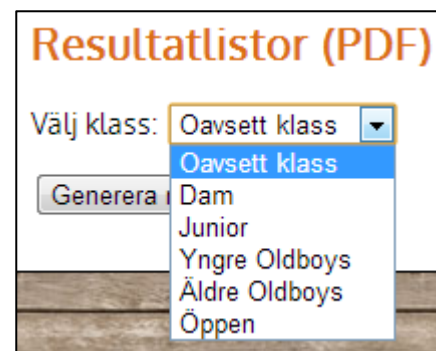 Resultatlistor (PDF)
Välj klass: Oavsett klass
Oavsett klass
Generera
Dam
Junior
Yngre Oldboys
Äldre Oldboys
Öppen